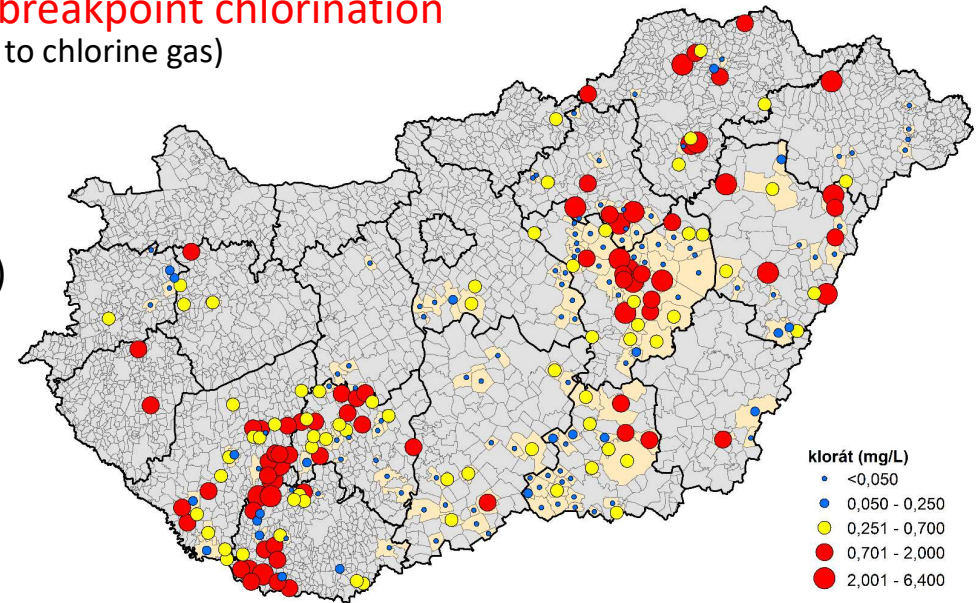 breakpoint chlorination
to chlorine gas)
)
klorát (mg/L)
<0,050
0,050 - 0,250
0,251 - 0,700
0,701 - 2,000
2,001 - 6,400